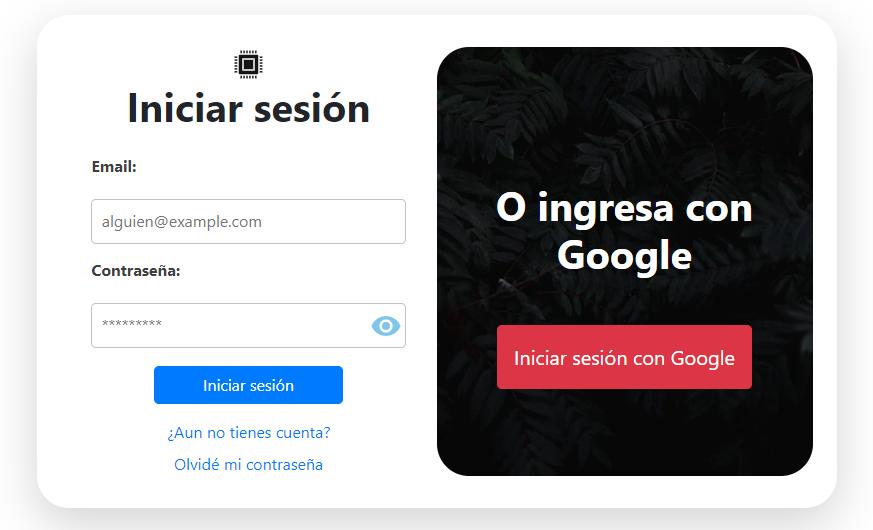 Iniciar sesión
Email:
alguien@example.com
Contraseña:
*********
Iniciar sesión
¿Aun no tienes cuenta?
Olvidé mi contraseña
O ingresa con
Google
Iniciar sesión con Google